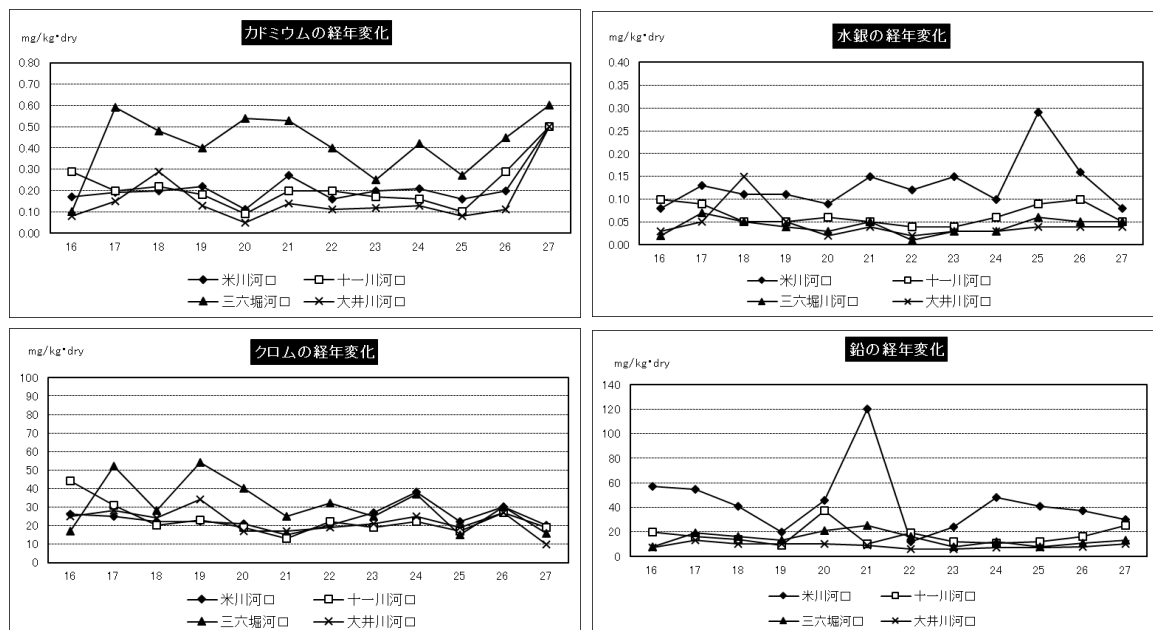 カドミウムの経年変化
mg/kg・dry
0.80
0.70
0.60
0.50
0.40
0.30
0.20
0.10
0.00
16 17 18 19 20 21 22 23 24 25 26 27
米川河口 十一川河口
三六堀河口 大井川河口
水銀の経年変化
mg/kg・dry
0.40
0.35
0.30
0.25
0.20
0.15
0.10
0.05
0.00
16 17 18 19 20 21 22 23 24 25 26 27
米川河口 十一川河口
三六堀川河口 大井川河口
クロムの経年変化
mg/kg・dry
100
90
80
70
60
50
40
30
20
10
0
16 17 18 19 20 21 22 23 24 25 26 27
米川河口 十一川河口
三六堀河口 大井川河口
鉛の経年変化
mg/kg・dry
140
120
100
80
60
40
20
0
16 17 18 19 20 21 22 23 24 25 26 27
米川河口 十一川河口
三六堀河口 大井川河口